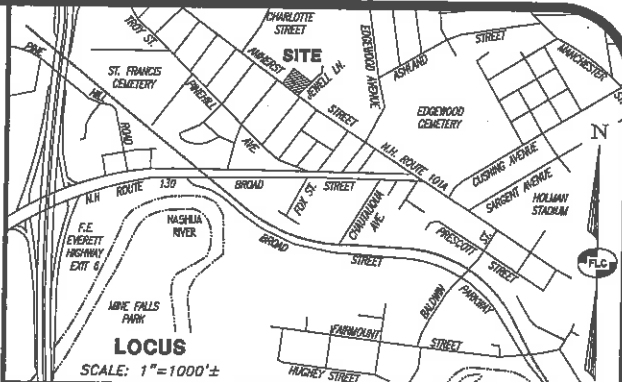 CHARLOTTE
STREET
TROY ST.
AMHERST
STREET
SITE
JEWELL LN.
EDGEWOOD AVENUE
ASHLAND
STREET
MANCHESTER
PINE
HILL
ROAD
ST. FRANCIS
CEMETERY
PINEHILL
AVE.
EDGEWOOD
CEMETERY
N
N.H. ROUTE 101A
CUSHING AVENUE
SARGENT AVENUE
HOLMAN
STADIUM
N.H. ROUTE 130
BROAD STREET
FOX ST.
CHAUTAUQUA
AVE.
F.E.
EVERETT
HIGHWAY
EXIT 6
NASHUA
RIVER
BROAD
STREET
PRESCOTT
STREET
ST.
FLC
BALDWIN
PARKWAY
MINE FALLS
PARK
FAIRMOUNT
STREET
HUGHEY STREET
LOCUS
SCALE: 1"=1000'±